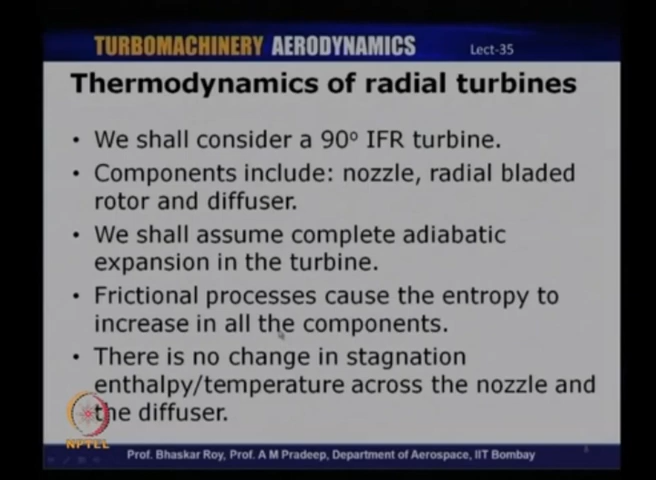 TURBOMACHINERY AERODYNAMICS Lect-35
Thermodynamics of radial turbines
• We shall consider a 90° IFR turbine.
• Components include: nozzle, radial bladed
rotor and diffuser.
• We shall assume complete adiabatic
expansion in the turbine.
• Frictional processes cause the entropy to
increase in all the components.
• There is no change in stagnation
enthalpy/temperature across the nozzle and
the diffuser.
NPTEL
Prof. Bhaskar Roy, Prof. A M Pradeep, Department of Aerospace, IIT Bombay